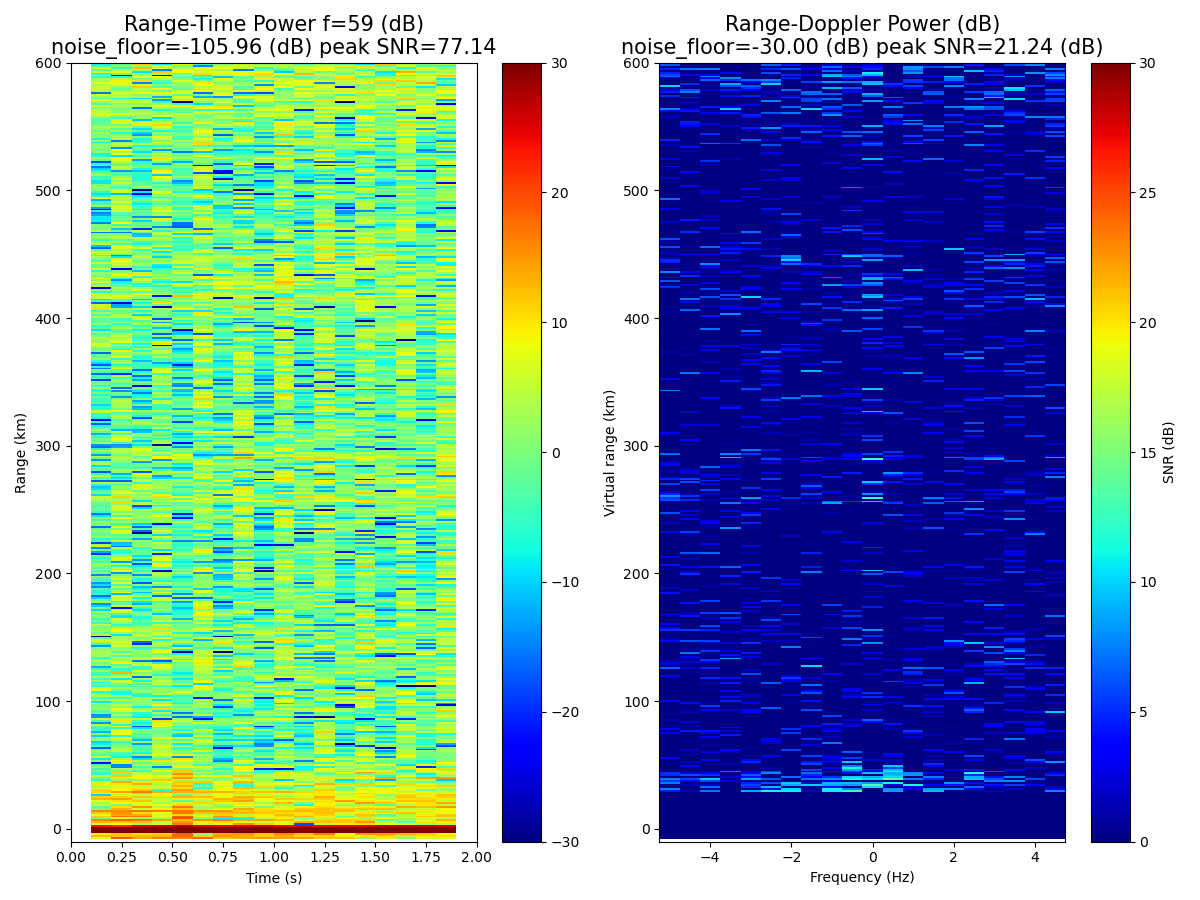 Range-Time Power f=59 (dB)
noise_floor=-105.96 (dB) peak SNR=77.14
Range (km)
600
500
400
300
200
100
0
0.00 0.25 0.50 0.75 1.00 1.25 1.50 1.75 2.00
Time (s)
30
20
10
0
−10
−20
−30
Range-Doppler Power (dB)
noise_floor=-30.00 (dB) peak SNR=21.24 (dB)
Virtual range (km)
600
500
400
300
200
100
0
−4 −2 0 2 4
Frequency (Hz)
30
25
20
15
10
5
0
SNR (dB)